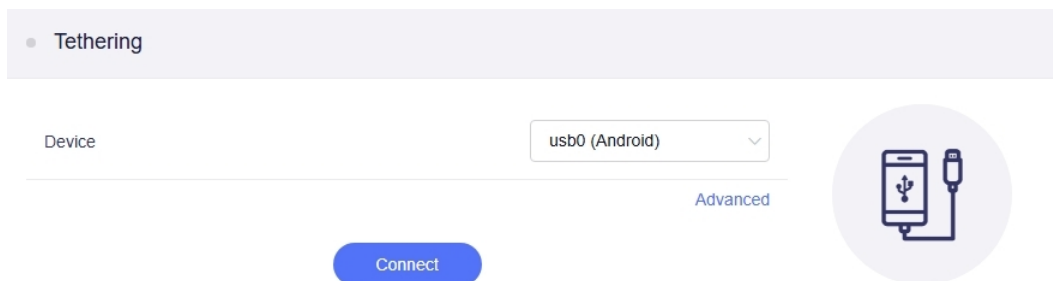 Tethering
Device
usb0 (Android)
Advanced
Connect